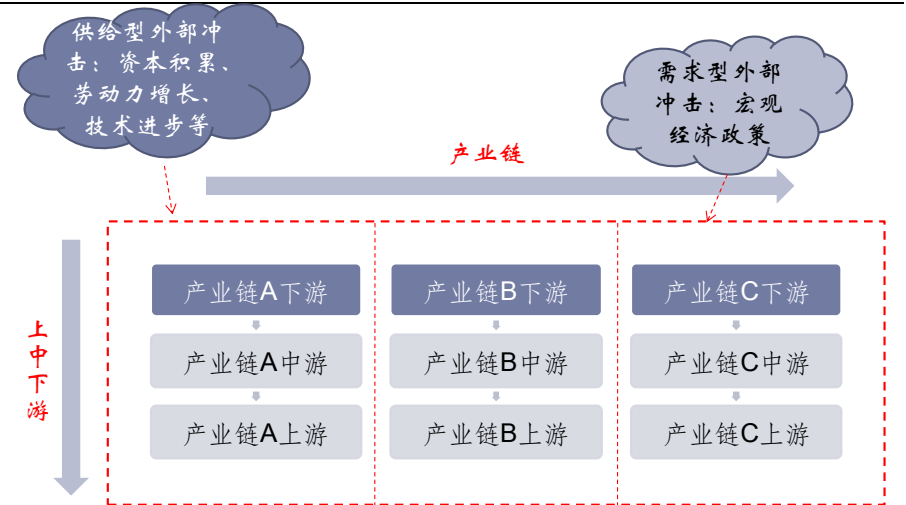 供给型外部冲
击：资本积累、
劳动力增长、
技术进步等
需求型外部
冲击：宏观
经济政策
产业链
上
中
下
游
产业链A下游
产业链B下游
产业链C下游
产业链A中游
产业链B中游
产业链C中游
产业链A上游
产业链B上游
产业链C上游